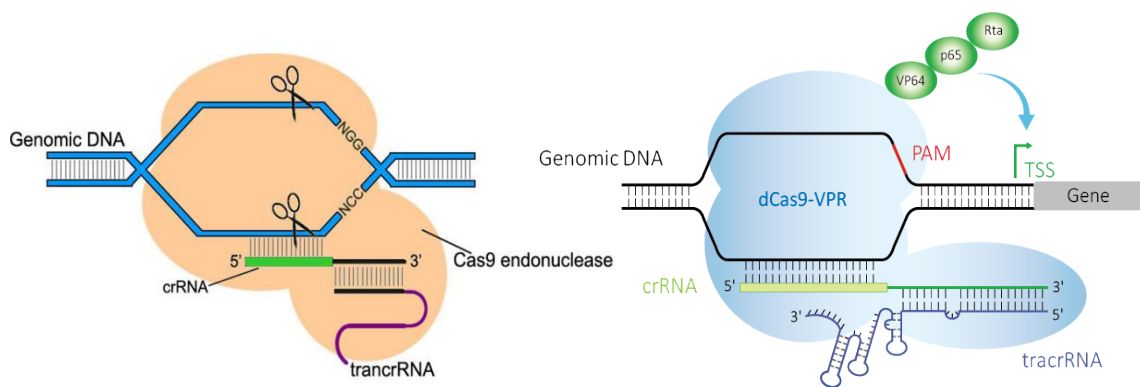 Genomic DNA
NGG
NCC
5'
3'
crRNA
Cas9 endonuclease
trancrRNA
Rta
p65
VP64
Genomic DNA
PAM
TSS
dCas9-VPR
Gene
crRNA
5'
3'
3'
5'
tracrRNA